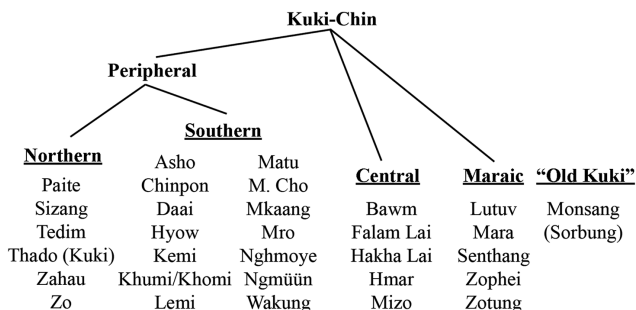 Kuki-Chin
Peripheral
Northern
Paite
Sizang
Tedim
Thado (Kuki)
Zahau
Zo
Southern
Asho
Chinpon
Daai
Hyow
Kemi
Khumi/Khomi
Lemi
Matu
M. Cho
Mkaang
Mro
Nghmoye
Ngmüün
Wakung
Central
Bawm
Falam Lai
Hakha Lai
Hmar
Mizo
Maraic
Lutuv
Mara
Senthang
Zophei
Zotung
“Old Kuki”
Monsang
(Sorbung)